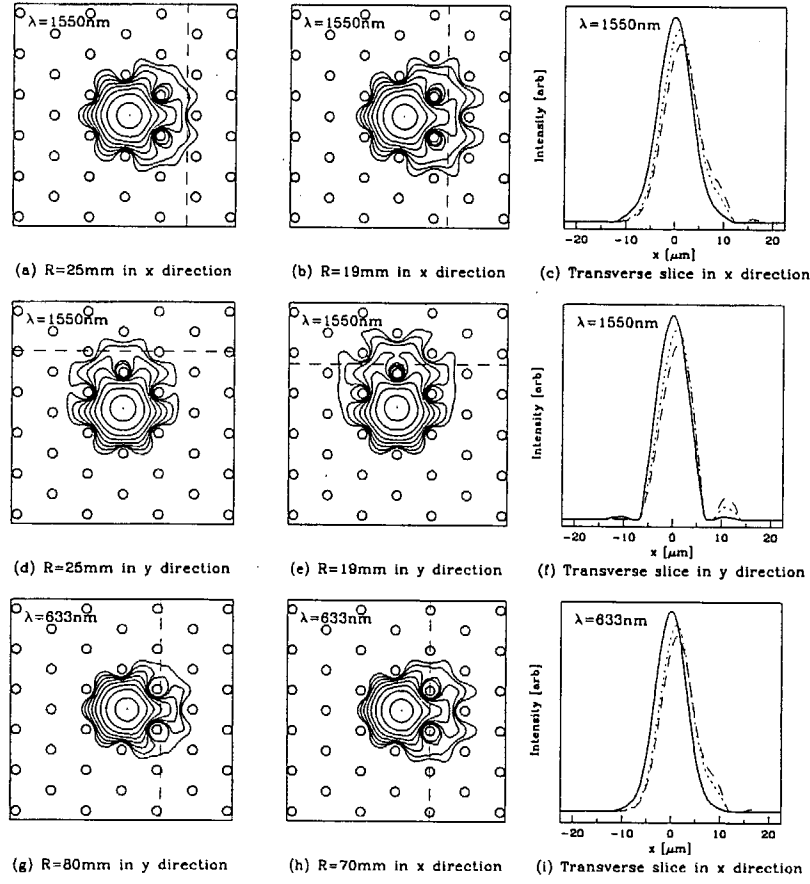 λ=1550nm
λ=1550nm
Intensity [arb]
-20 -10 0 10 20
x [μm]
(a) R=25mm in x direction
(b) R=19mm in x direction
(c) Transverse slice in x direction
λ=1550nm
λ=1550nm
λ=1550nm
Intensity [arb]
-20 -10 0 10 20
x [μm]
(d) R=25mm in y direction
(e) R=19mm in y direction
(f) Transverse slice in y direction
λ=633nm
λ=633nm
λ=633nm
Intensity [arb]
-20 -10 0 10 20
x [μm]
(g) R=80mm in y direction
(h) R=70mm in x direction
(i) Transverse slice in x direction